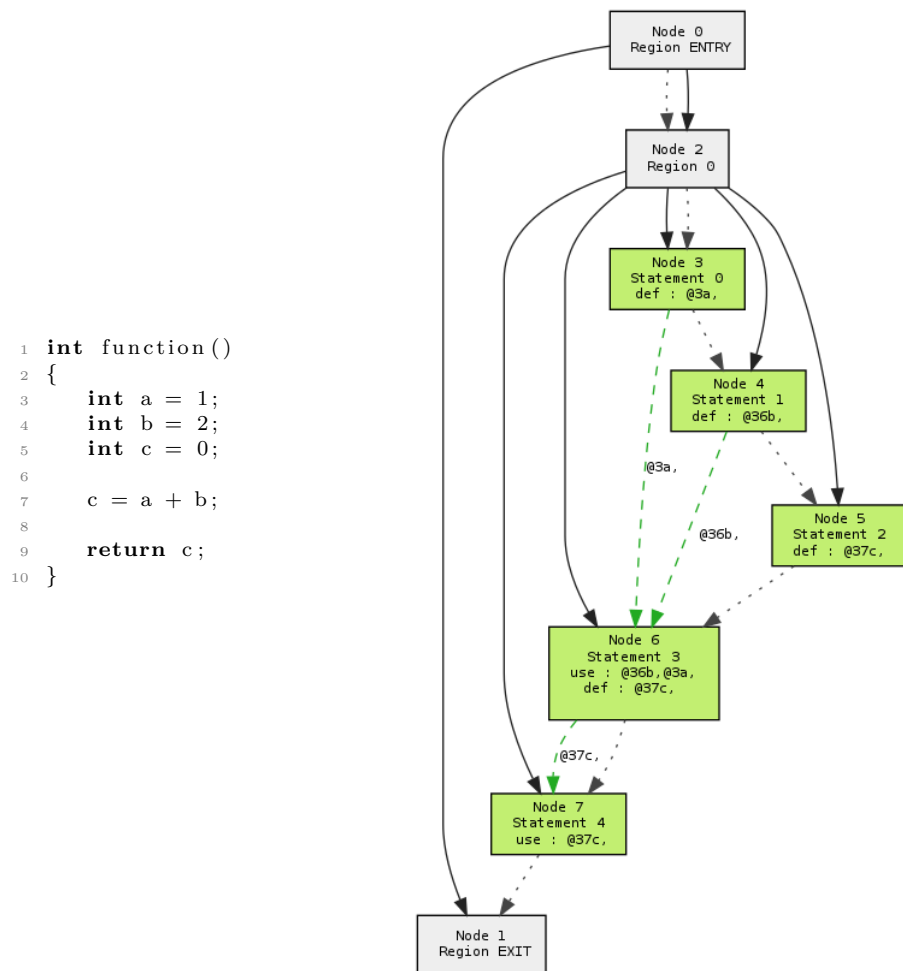 1 int function()
2 {
3 int a = 1;
4 int b = 2;
5 int c = 0;
6
7 c = a + b;
8
9 return c;
10 }
Node 0
Region ENTRY
Node 2
Region 0
Node 3
Statement 0
def : @3a,
Node 4
Statement 1
def : @36b,
@3a,
@36b,
Node 5
Statement 2
def : @37c,
Node 6
Statement 3
use : @36b,@3a,
def : @37c,
@37c,
Node 7
Statement 4
use : @37c,
Node 1
Region EXIT